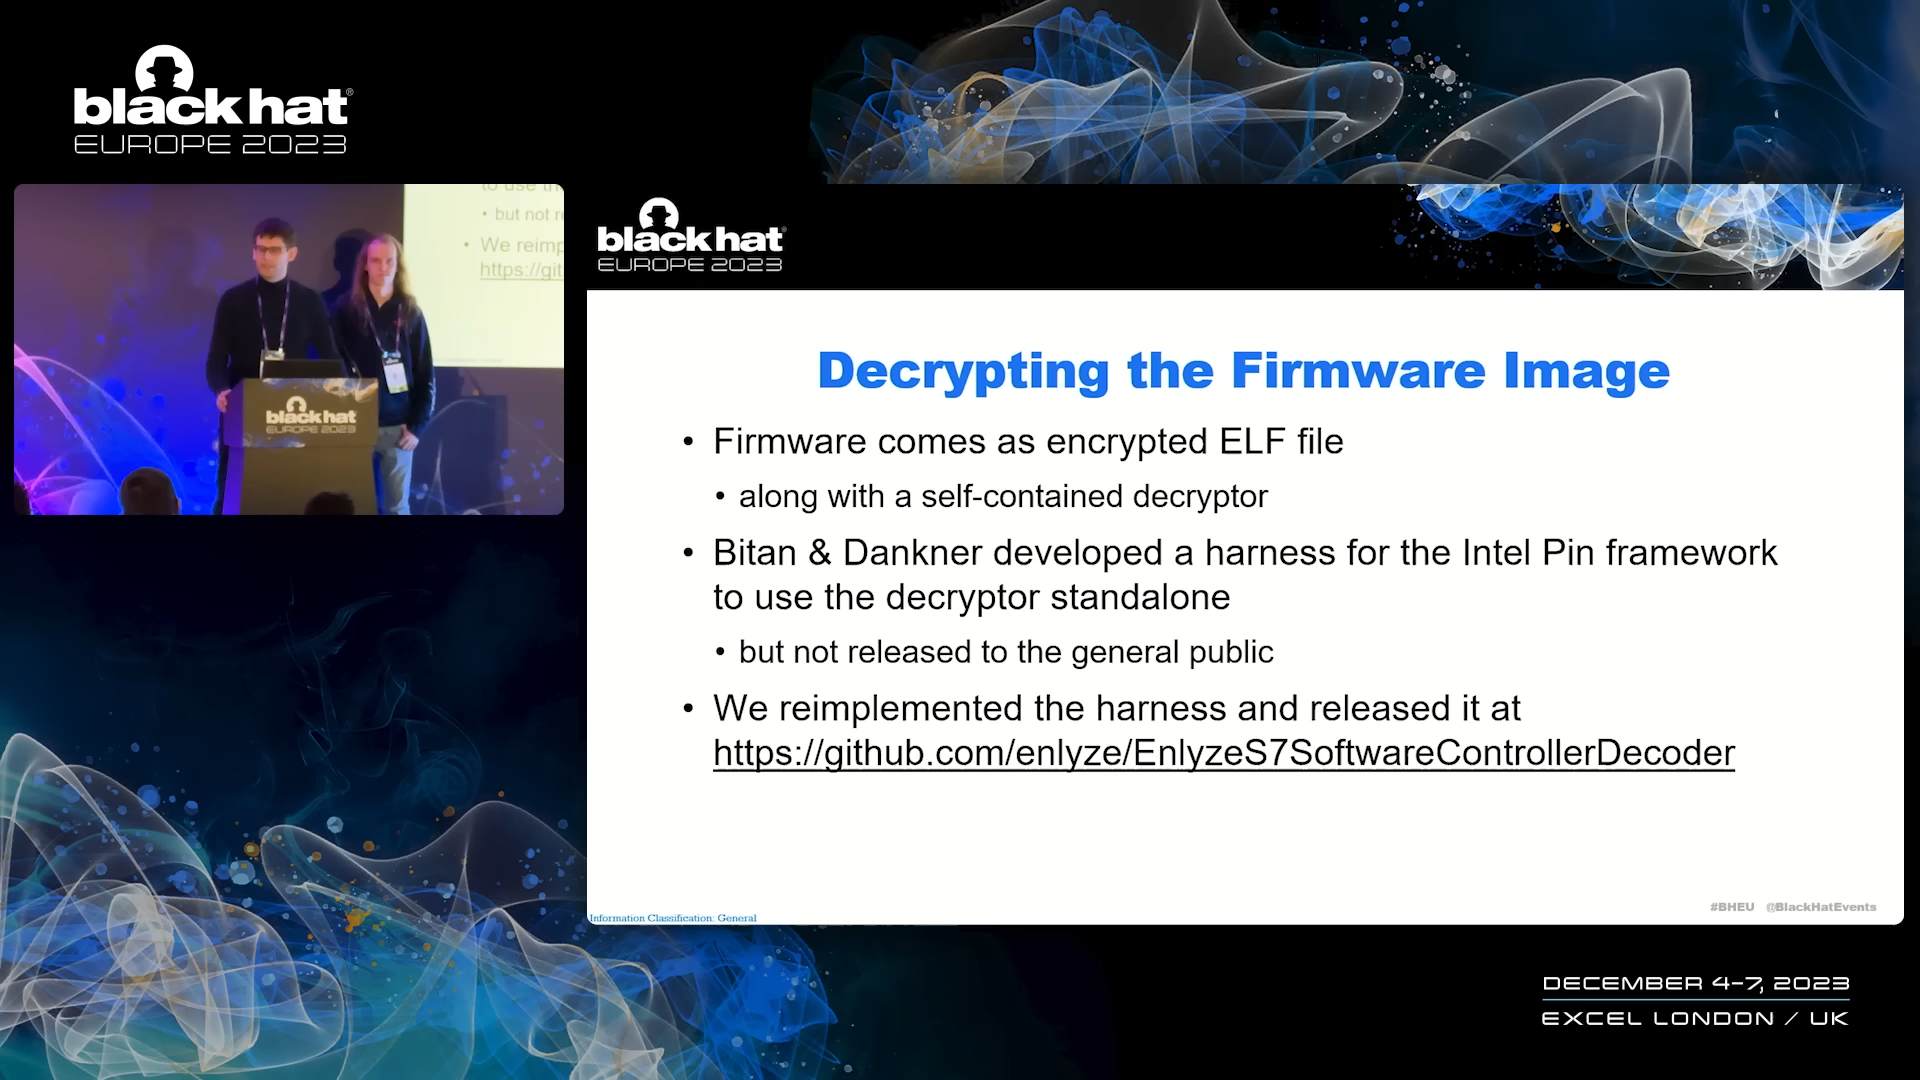 black hat®
EUROPE 2023
to use th
• but not r
• We reimp
https://git
black hat
EUROPE 2023
black hat®
EUROPE 2023
Decrypting the Firmware Image
• Firmware comes as encrypted ELF file
• along with a self-contained decryptor
• Bitan & Dankner developed a harness for the Intel Pin framework
to use the decryptor standalone
• but not released to the general public
• We reimplemented the harness and released it at
https://github.com/enlyze/EnlyzeS7SoftwareControllerDecoder
Information Classification: General
#BHEU @BlackHatEvents
DECEMBER 4-7, 2023
EXCEL LONDON / UK